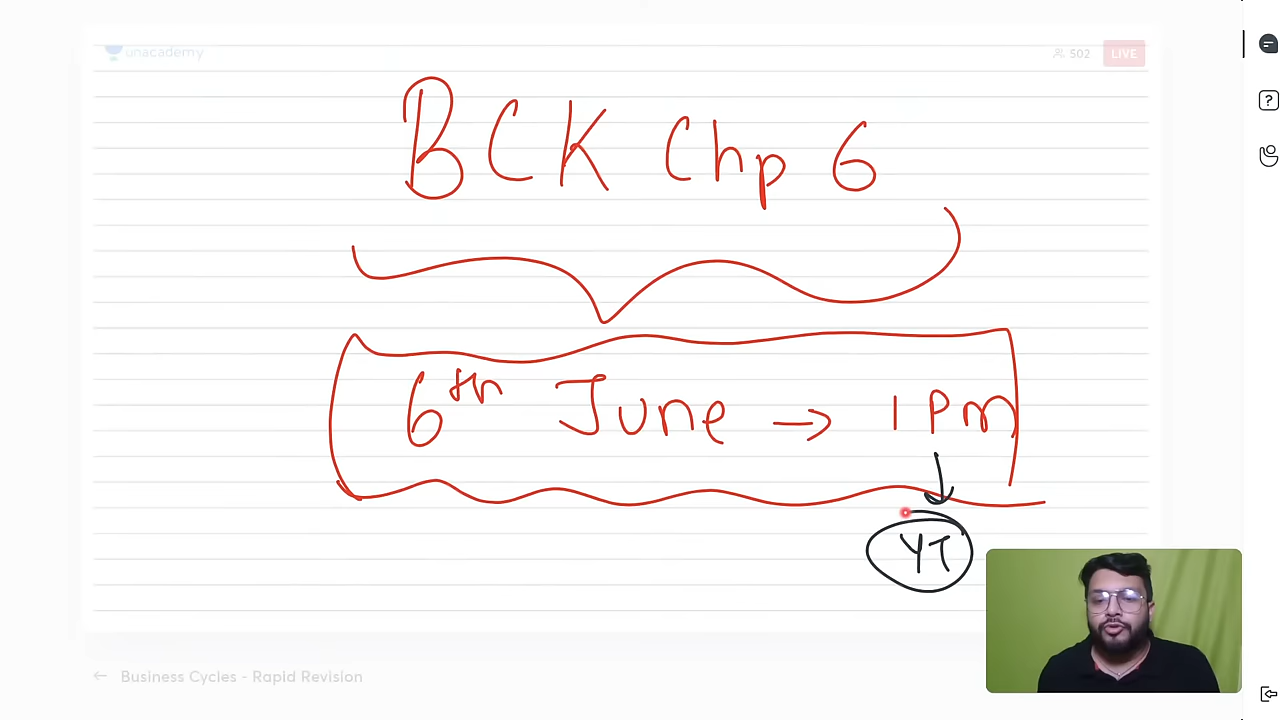 unacademy
502 LIVE
BCK Chp 6
6th June → 1 Pm
YT
← Business Cycles - Rapid Revision